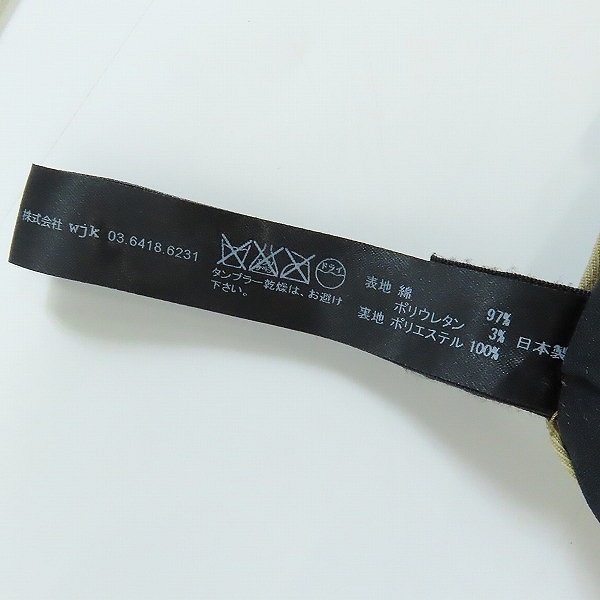 株式会社 wjk 03.6418.6231
ドライ
タンブラー乾燥は、お避け
下さい。
表地 綿 97%
ポリウレタン 3%
裏地 ポリエステル 100%
日本製